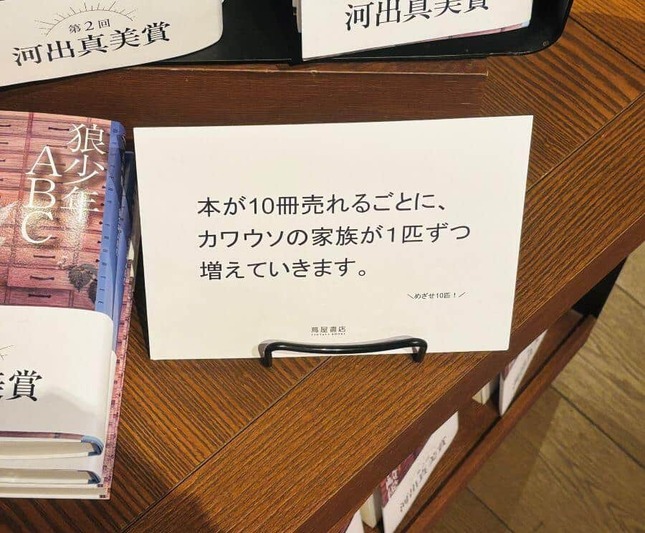 第2回
河出真美賞
河出真美賞
狼少年
ABC
本が10冊売れるごとに、
カワウソの家族が1匹ずつ
増えていきます。
＼めざせ10匹！／
蔦屋書店
賞